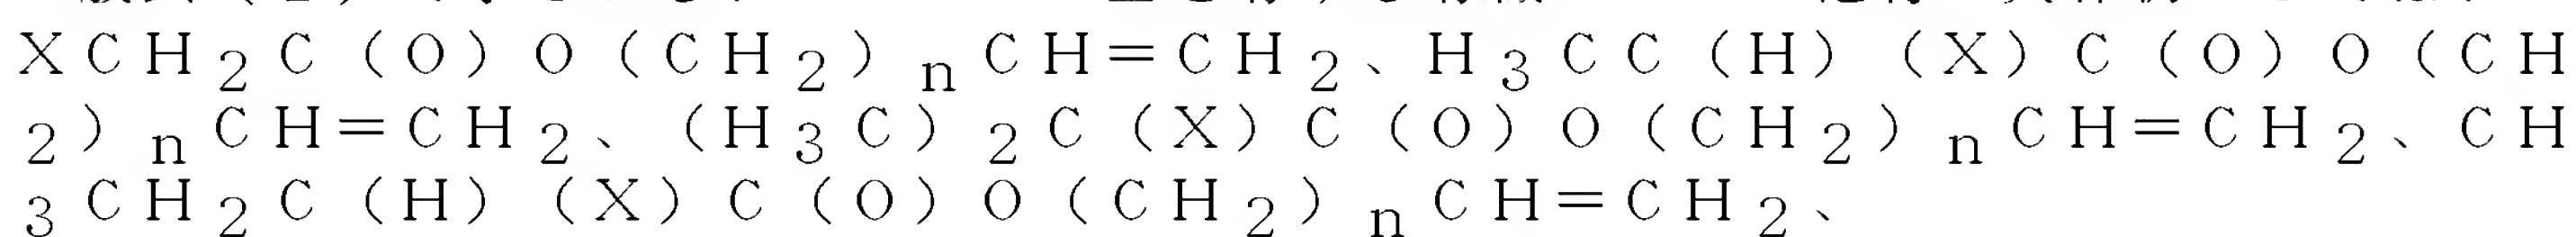 XCH₂C(O)O(CH₂)ₙCH=CH₂、H₃CC(H)(X)C(O)O(CH
₂)ₙCH=CH₂、(H₃C)₂C(X)C(O)O(CH₂)ₙCH=CH₂、CH
₃CH₂C(H)(X)C(O)O(CH₂)ₙCH=CH₂、